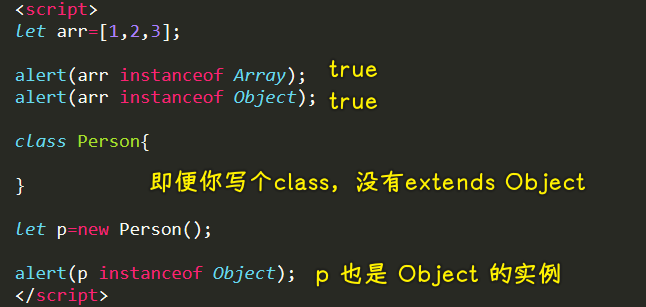 <script>
let arr=[1,2,3];
alert(arr instanceof Array); true
alert(arr instanceof Object); true
class Person{
即便你写个class，没有extends Object
}
let p=new Person();
alert(p instanceof Object); p 也是 Object 的实例
</script>